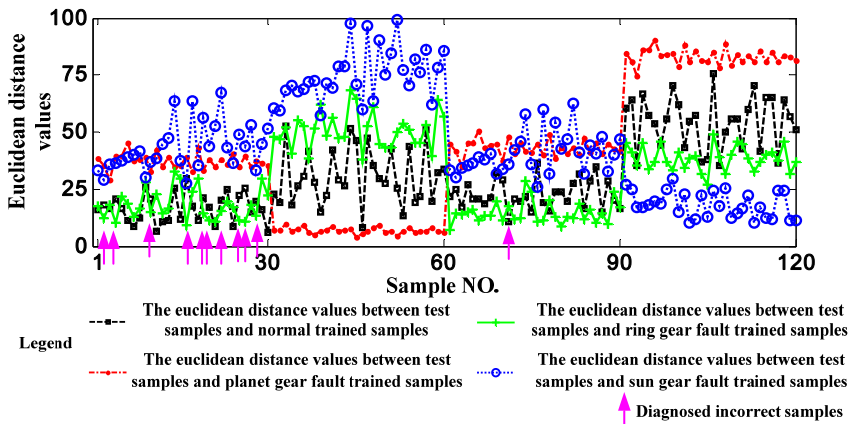 100
75
50
25
0
Euclidean distance
values
1
30
60
90
120
Sample NO.
Legend
The euclidean distance values between test
samples and normal trained samples
The euclidean distance values between test
samples and ring gear fault trained samples
The euclidean distance values between test
samples and planet gear fault trained samples
The euclidean distance values between test
samples and sun gear fault trained samples
Diagnosed incorrect samples